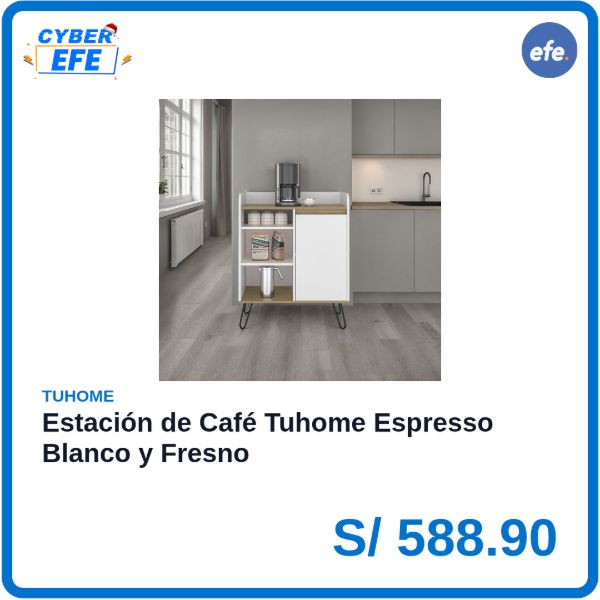 CYBER
EFE
efe.
TUHOME
Estación de Café Tuhome Espresso
Blanco y Fresno
S/ 588.90